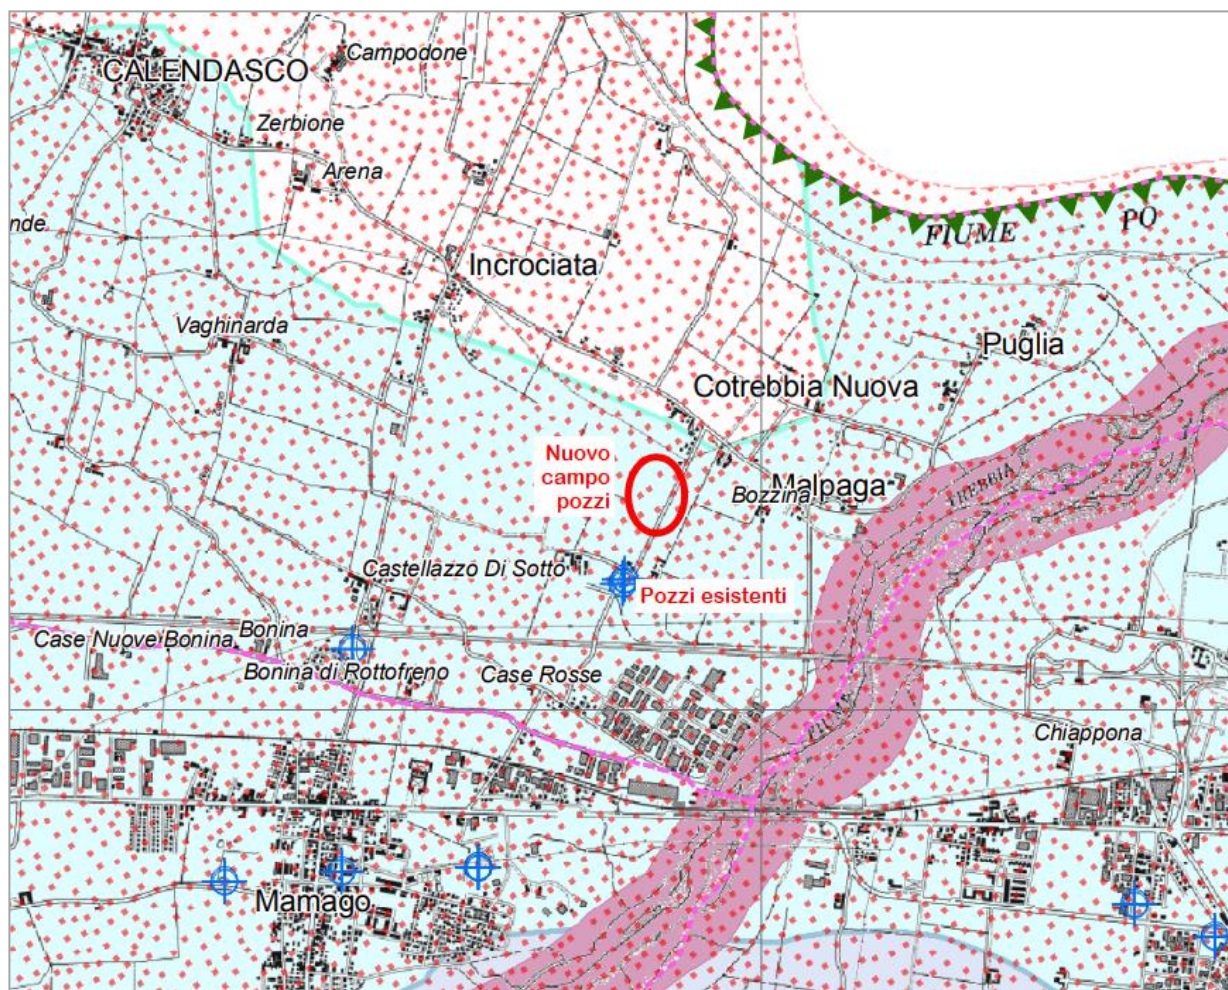 Campodone
CALENDASCO
Zerbione
Arena
nde
FIUME PO
Incrociata
Vaghinarda
Puglia
Cotrebbia Nuova
Nuovo
campo
pozzi
TREBBIA
Malpaga
Bozzina
Castellazzo Di Sotto
Pozzi esistenti
Case Nuove Bonina
Bonina
Bonina di Rottofreno
Case Rosse
FIUME
Chiappona
Mamago